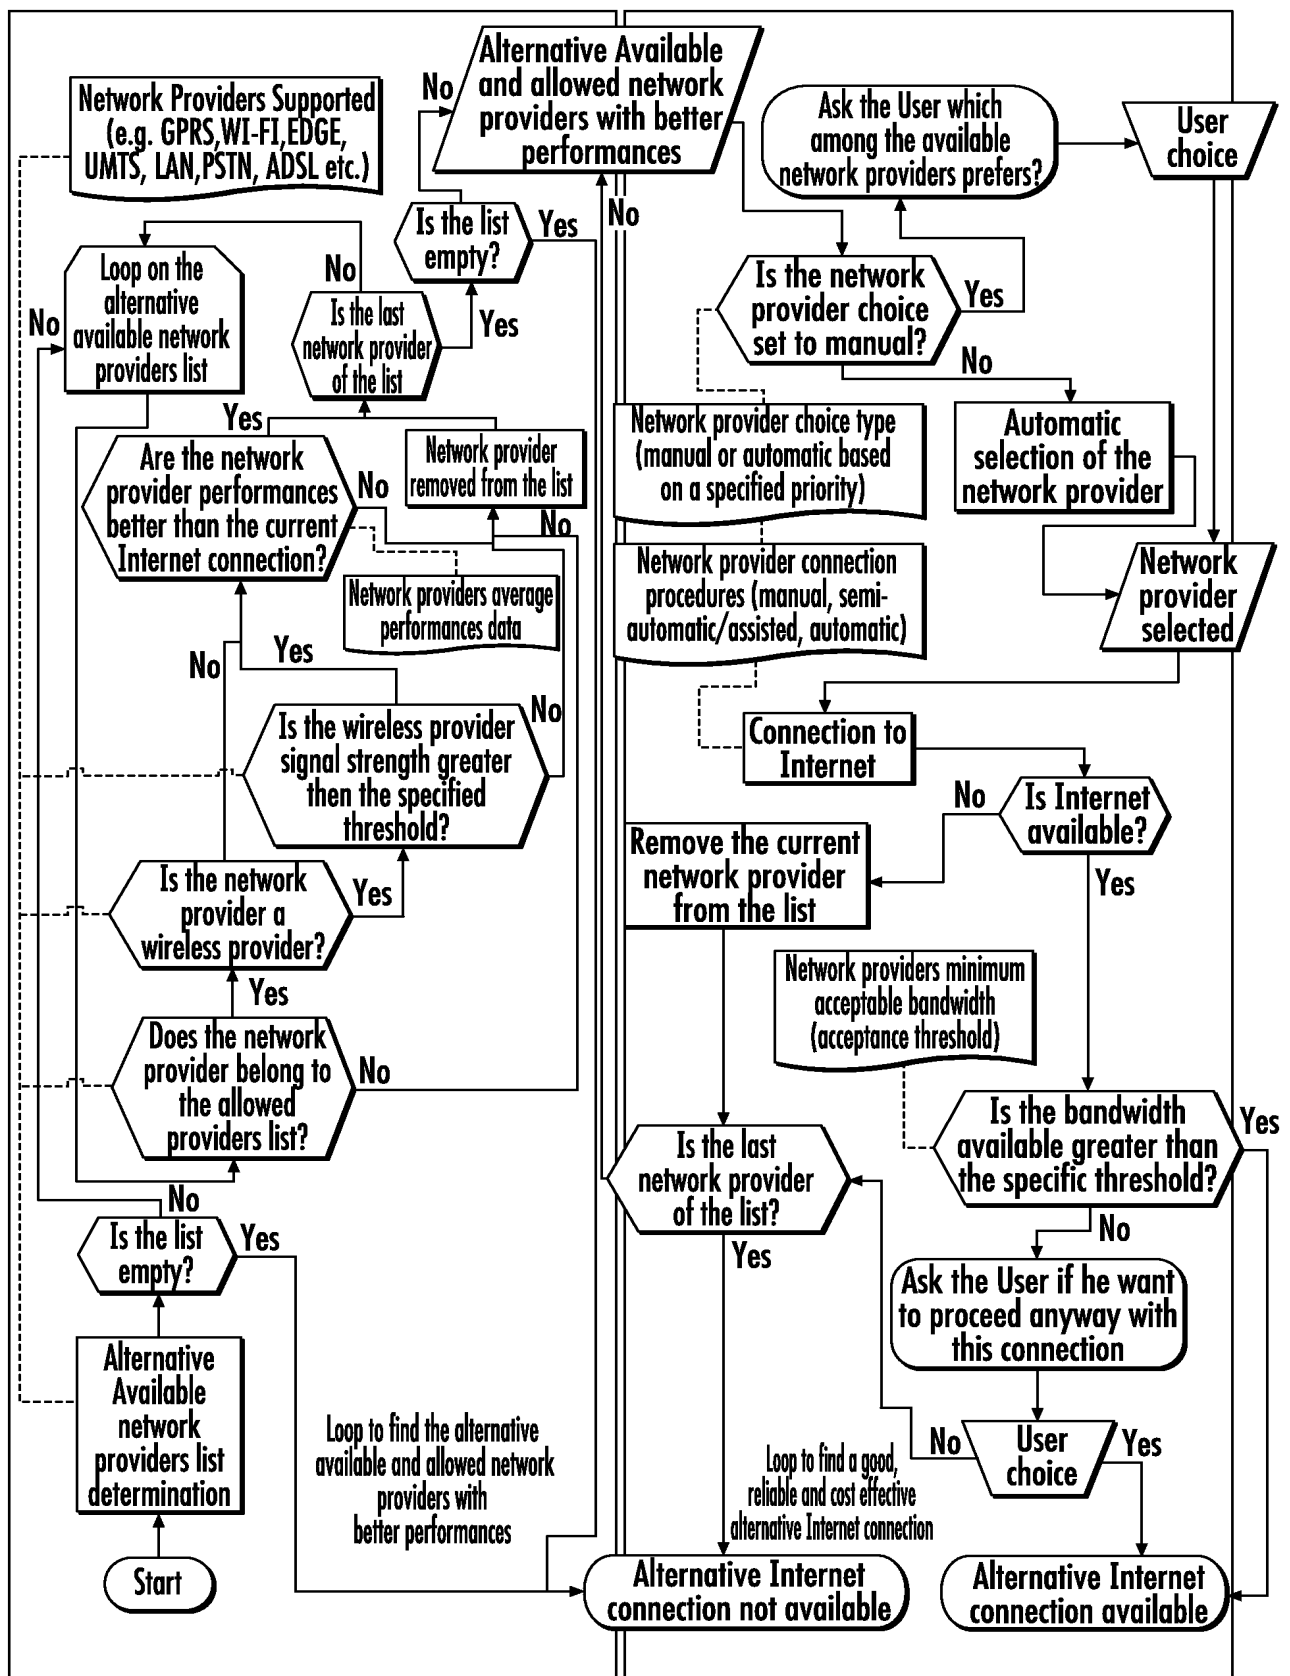 Network Providers Supported
(e.g. GPRS,WI-FI,EDGE,
UMTS, LAN,PSTN, ADSL etc.)
No
Alternative Available
and allowed network
providers with better
performances
Is the list
empty?
Yes
No
Loop on the
alternative
available network
providers list
No
No
Is the last
network provider
of the list
Yes
Yes
Are the network
provider performances
better than the current
Internet connection?
No
Network provider
removed from the list
No
Network providers average
performances data
No
Yes
Is the wireless provider
signal strength greater
then the specified
threshold?
No
Is the network
provider a
wireless provider?
Yes
Yes
Does the network
provider belong to
the allowed
providers list?
No
No
Is the list
empty?
Yes
Alternative
Available
network
providers list
determination
Start
Loop to find the alternative
available and allowed network
providers with
better performances
Ask the User which
among the available
network providers prefers?
User
choice
Is the network
provider choice
set to manual?
Yes
No
Network provider choice type
(manual or automatic based
on a specified priority)
Automatic
selection of the
network provider
Network provider connection
procedures (manual, semi-
automatic/assisted, automatic)
Network
provider
selected
Connection to
Internet
No
Is Internet
available?
Yes
Remove the current
network provider
from the list
Network providers minimum
acceptable bandwidth
(acceptance threshold)
Is the last
network provider
of the list?
Yes
Is the bandwidth
available greater than
the specific threshold?
Yes
No
Ask the User if he want
to proceed anyway with
this connection
No
User
choice
Yes
Loop to find a good,
reliable and cost effective
alternative Internet connection
Alternative Internet
connection not available
Alternative Internet
connection available